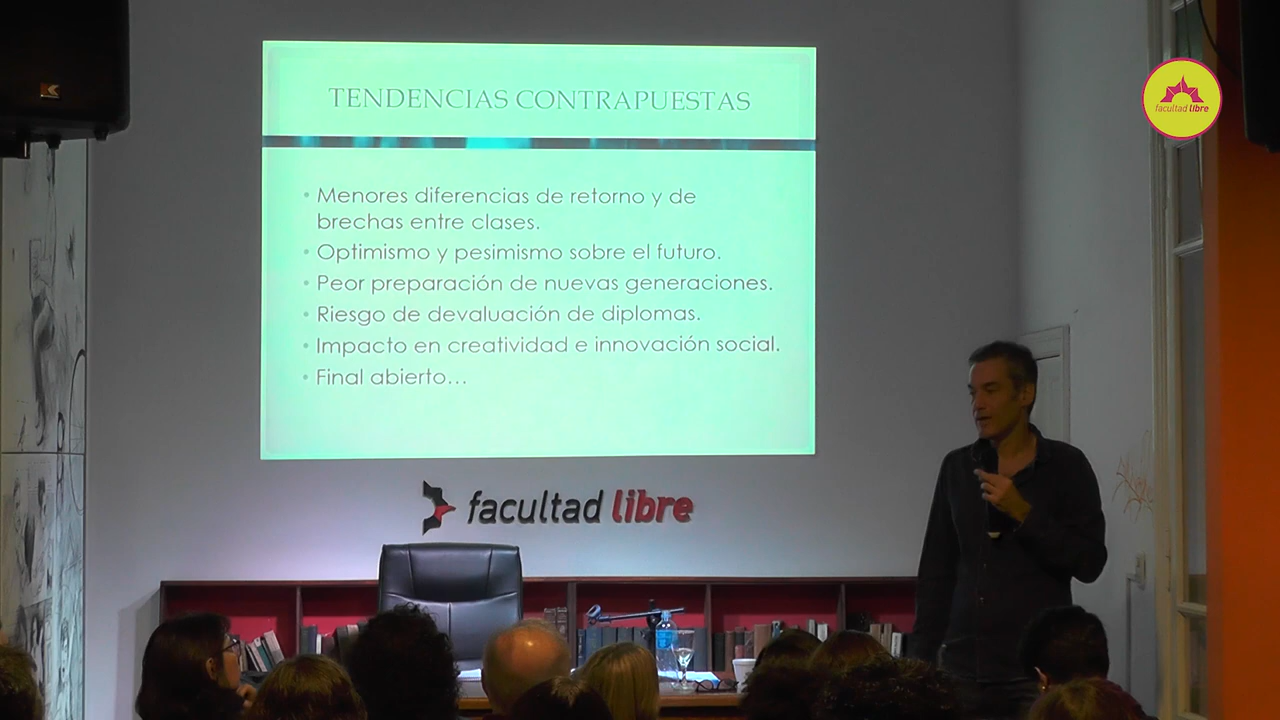 TENDENCIAS CONTRAPUESTAS
• Menores diferencias de retorno y de
brechas entre clases.
• Optimismo y pesimismo sobre el futuro.
• Peor preparación de nuevas generaciones.
• Riesgo de devaluación de diplomas.
• Impacto en creatividad e innovación social.
• Final abierto...
facultad libre
facultad libre